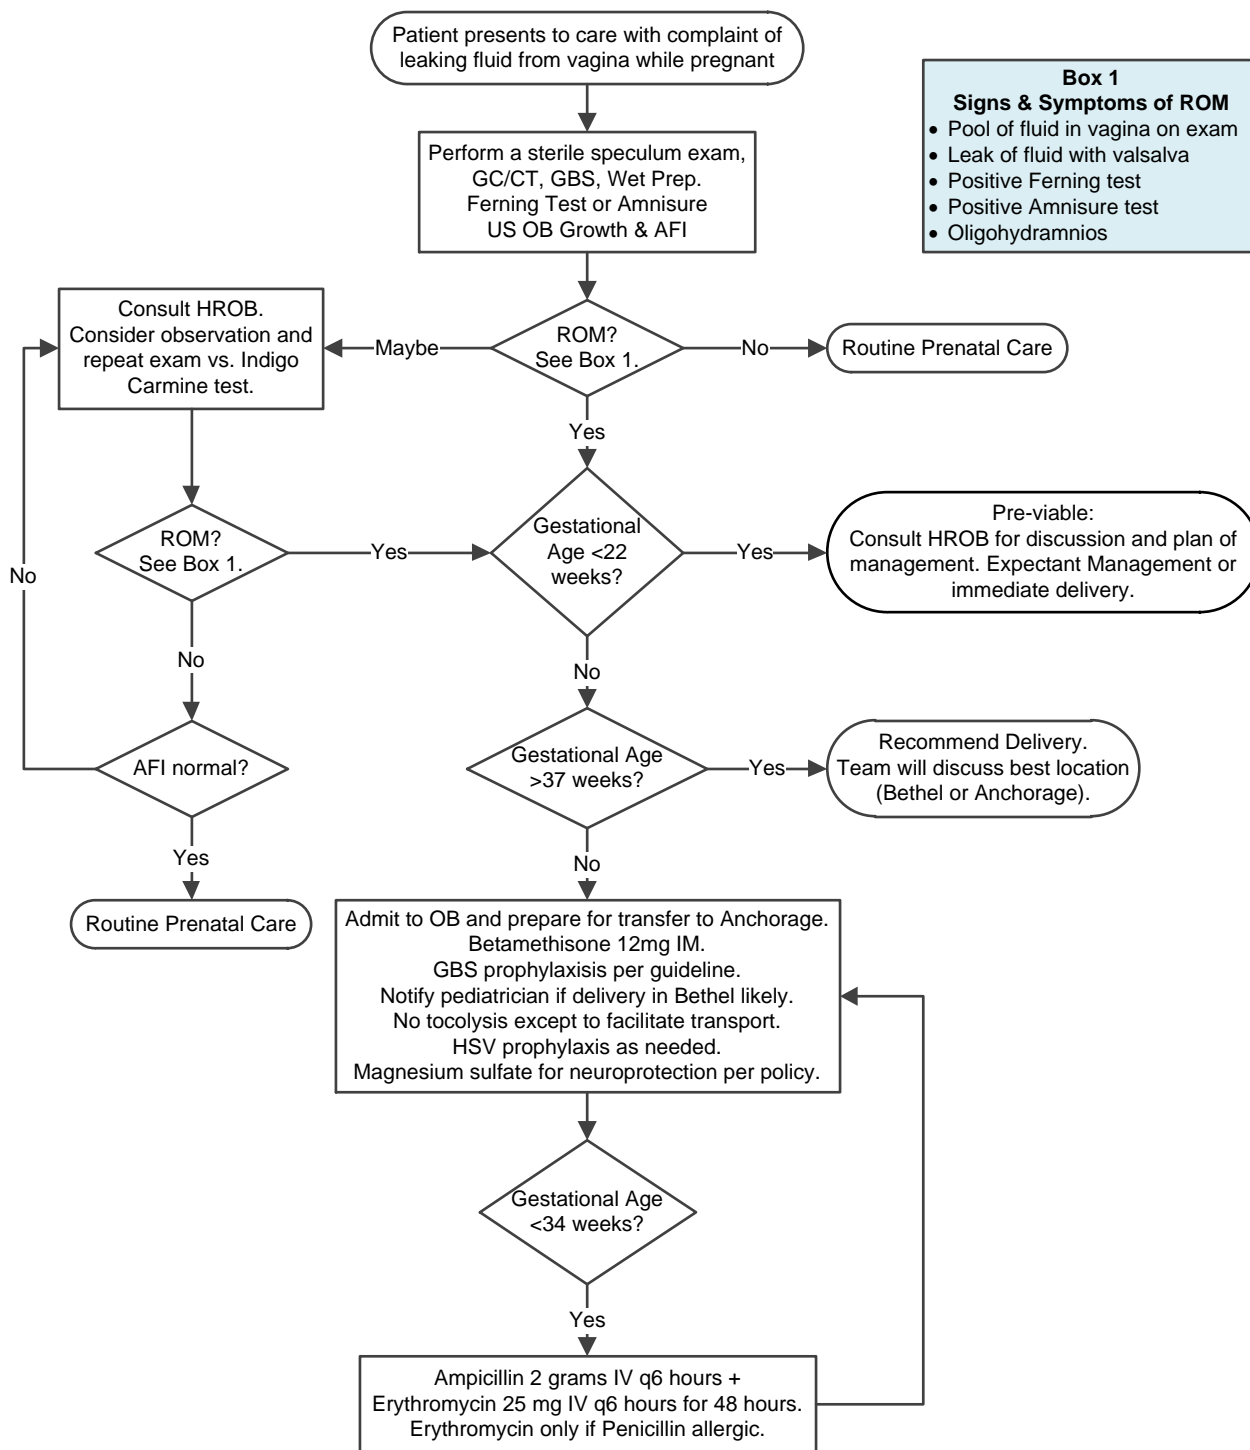 Patient presents to care with complaint of
leaking fluid from vagina while pregnant
Box 1
Signs & Symptoms of ROM
• Pool of fluid in vagina on exam
• Leak of fluid with valsalva
• Positive Ferning test
• Positive Amnisure test
• Oligohydramnios
Perform a sterile speculum exam,
GC/CT, GBS, Wet Prep.
Ferning Test or Amnisure
US OB Growth & AFI
Consult HROB.
Consider observation and
repeat exam vs. Indigo
Carmine test.
Maybe
ROM?
See Box 1.
No
Routine Prenatal Care
Yes
ROM?
See Box 1.
Yes
Gestational
Age <22
weeks?
Yes
Pre-viable:
Consult HROB for discussion and plan of
management. Expectant Management or
immediate delivery.
No
No
No
AFI normal?
Gestational Age
>37 weeks?
Yes
Recommend Delivery.
Team will discuss best location
(Bethel or Anchorage).
Yes
No
Routine Prenatal Care
Admit to OB and prepare for transfer to Anchorage.
Betamethisone 12mg IM.
GBS prophylaxisis per guideline.
Notify pediatrician if delivery in Bethel likely.
No tocolysis except to facilitate transport.
HSV prophylaxis as needed.
Magnesium sulfate for neuroprotection per policy.
Gestational Age
<34 weeks?
Yes
Ampicillin 2 grams IV q6 hours +
Erythromycin 25 mg IV q6 hours for 48 hours.
Erythromycin only if Penicillin allergic.